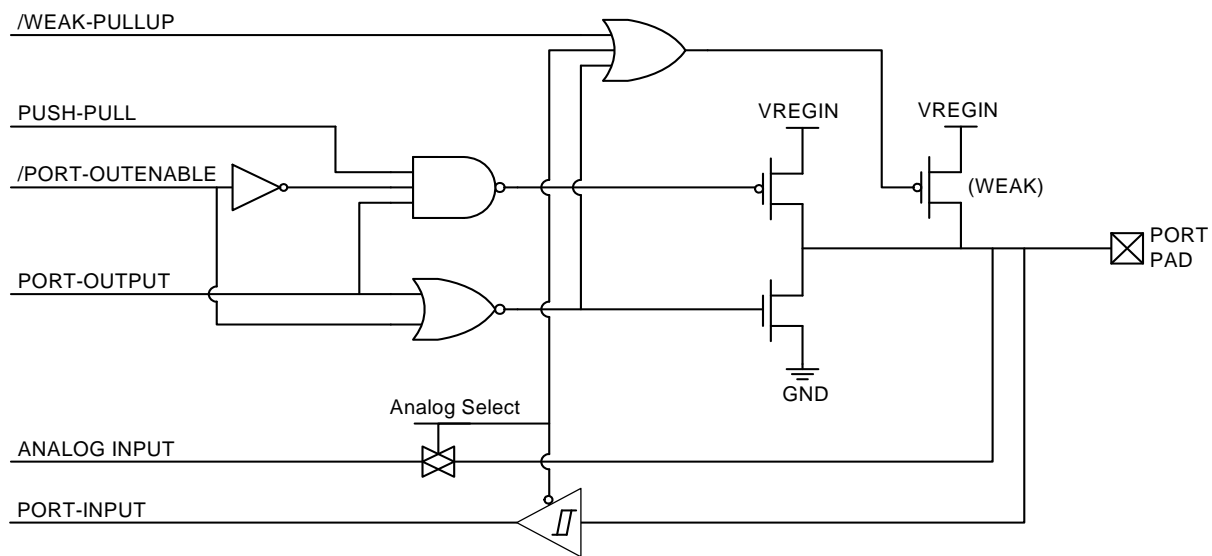 /WEAK-PULLUP
PUSH-PULL
VREGIN
VREGIN
/PORT-OUTENABLE
(WEAK)
PORT
PAD
PORT-OUTPUT
GND
Analog Select
ANALOG INPUT
PORT-INPUT